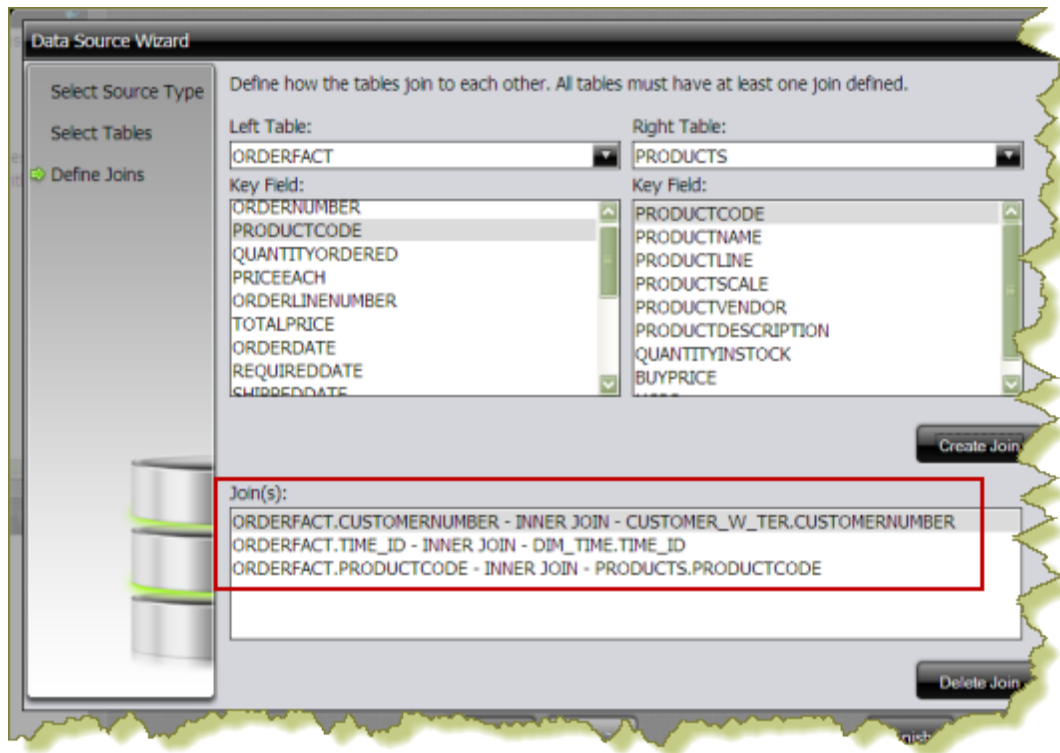 Data Source Wizard
Select Source Type
Select Tables
Define Joins
Define how the tables join to each other. All tables must have at least one join defined.
Left Table:
ORDERFACT
Key Field:
ORDERNUMBER
PRODUCTCODE
QUANTITYORDERED
PRICEEACH
ORDERLINENUMBER
TOTALPRICE
ORDERDATE
REQUIREDDATE
SHIPPEDDATE
Right Table:
PRODUCTS
Key Field:
PRODUCTCODE
PRODUCTNAME
PRODUCTLINE
PRODUCTSCALE
PRODUCTVENDOR
PRODUCTDESCRIPTION
QUANTITYINSTOCK
BUYPRICE
Create Join
Join(s):
ORDERFACT.CUSTOMERNUMBER - INNER JOIN - CUSTOMER_W_TER.CUSTOMERNUMBER
ORDERFACT.TIME_ID - INNER JOIN - DIM_TIME.TIME_ID
ORDERFACT.PRODUCTCODE - INNER JOIN - PRODUCTS.PRODUCTCODE
Delete Join